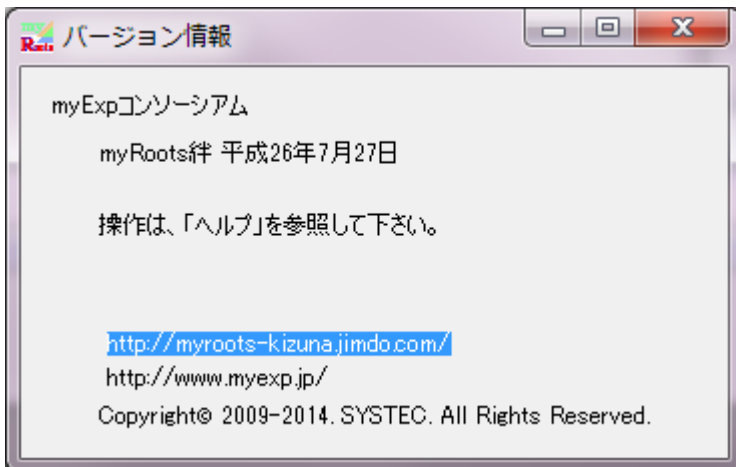 my Roots バージョン情報
myExpコンソーシアム
myRoots絆 平成26年7月27日
操作は、「ヘルプ」を参照して下さい。
http://myroots-kizuna.jimdo.com/
http://www.myexp.jp/
Copyright© 2009-2014. SYSTEC. All Rights Reserved.